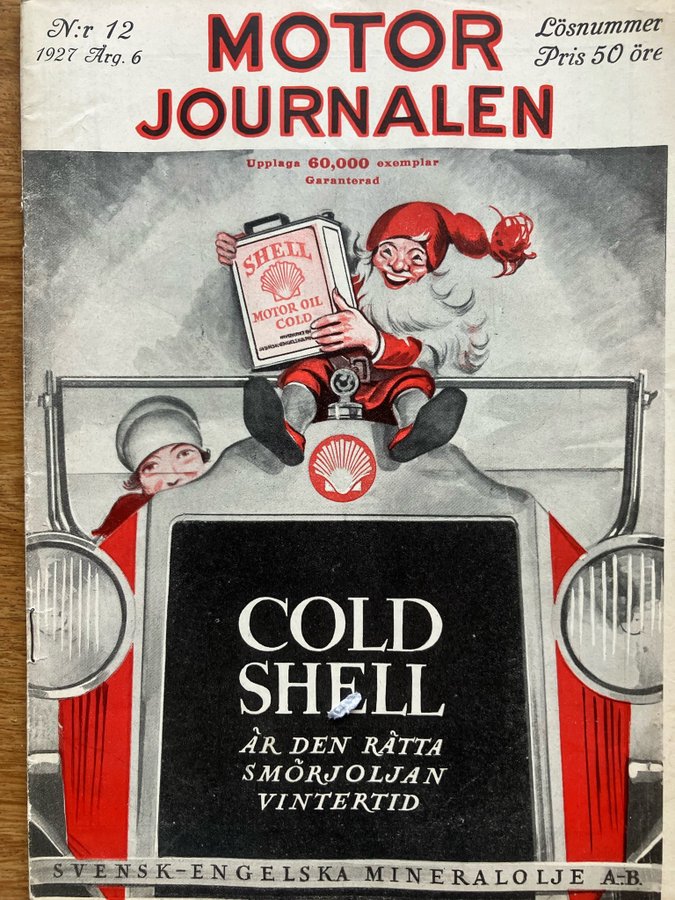 N:r 12
1927 Årg. 6
MOTOR
JOURNALEN
Lösnummer
Pris 50 öre
Upplaga 60,000 exemplar
Garanterad
SHELL
MOTOR OIL
COLD
COLD
SHELL
ÄR DEN RÄTTA
SMÖRJOLJAN
VINTERTID
SVENSK-ENGELSKA MINERALOLJE A-B.